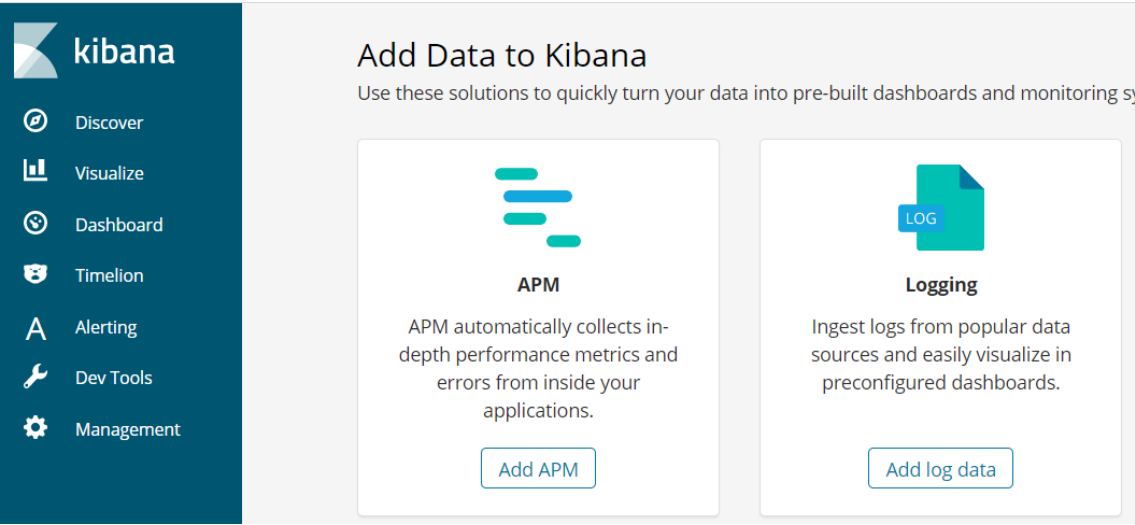 kibana
Discover
Visualize
Dashboard
Timelion
A Alerting
Dev Tools
Management
Add Data to Kibana
Use these solutions to quickly turn your data into pre-built dashboards and monitoring
APM
APM automatically collects in-
depth performance metrics and
errors from inside your
applications.
Add APM
LOG
Logging
Ingest logs from popular data
sources and easily visualize in
preconfigured dashboards.
Add log data